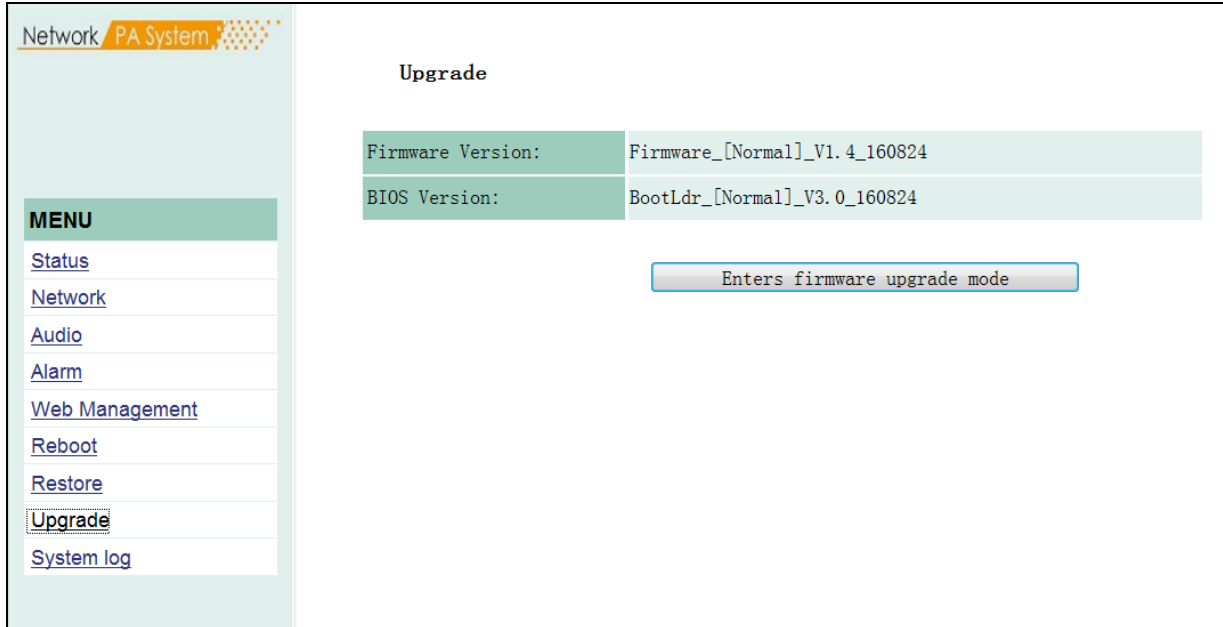 Network PA System
Upgrade
Firmware Version: Firmware_[Normal]_V1.4_160824
BIOS Version: BootLdr_[Normal]_V3.0_160824
Enters firmware upgrade mode
MENU
Status
Network
Audio
Alarm
Web Management
Reboot
Restore
Upgrade
System log